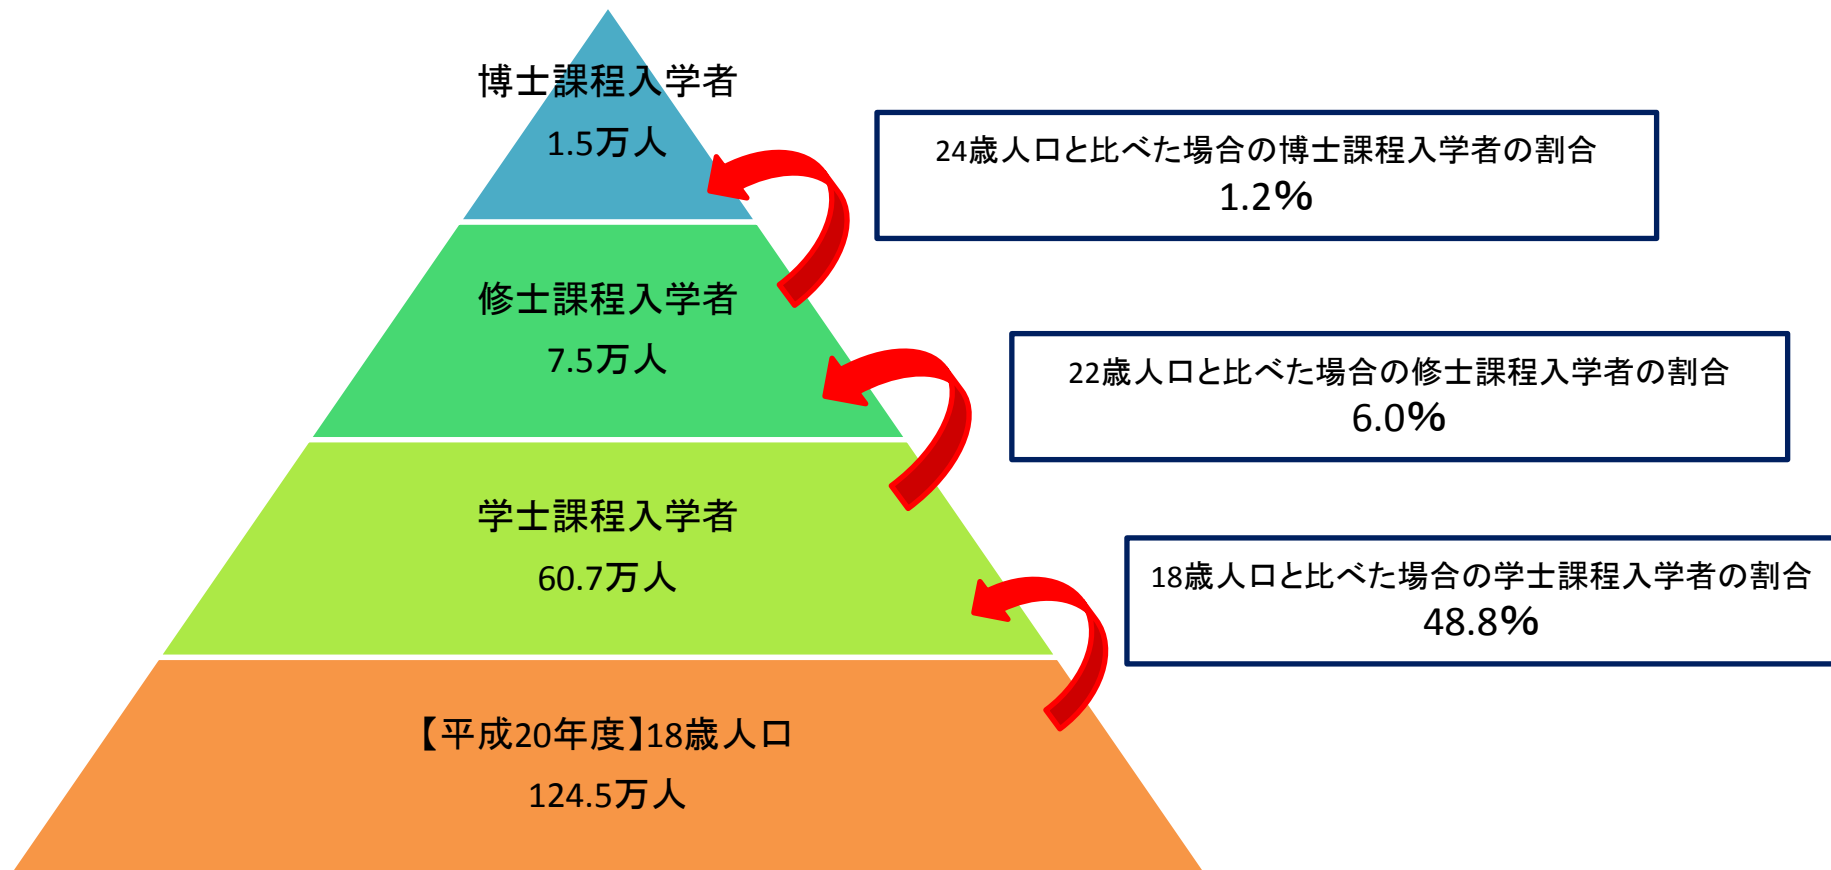 博士課程入学者
1.5万人
24歳人口と比べた場合の博士課程入学者の割合
1.2%
修士課程入学者
7.5万人
22歳人口と比べた場合の修士課程入学者の割合
6.0%
学士課程入学者
60.7万人
18歳人口と比べた場合の学士課程入学者の割合
48.8%
【平成20年度】18歳人口
124.5万人